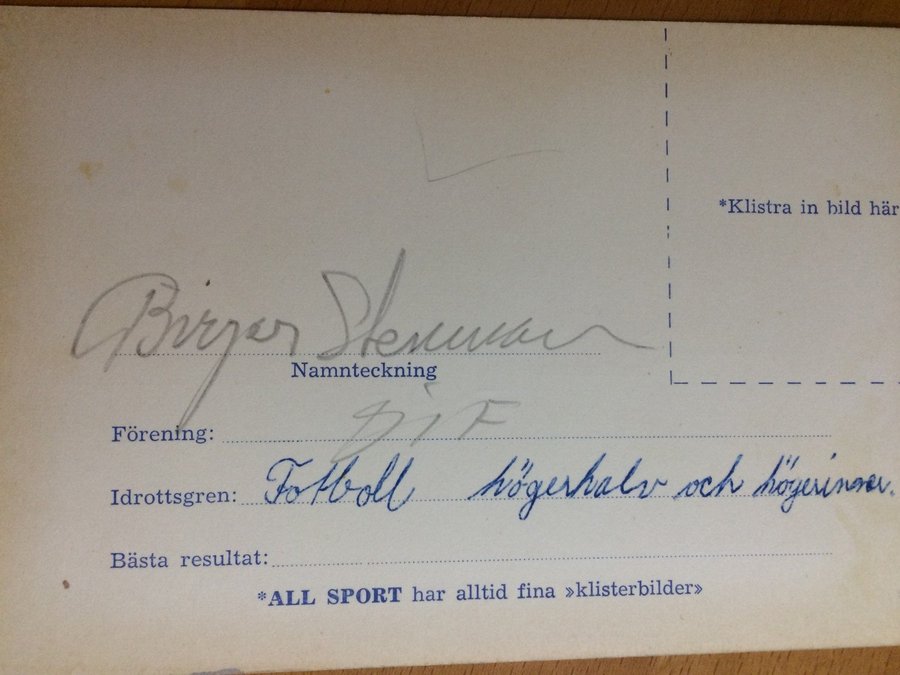 *Klistra in bild här
Birger Stenman
Namnteckning
Förening: DIF
Idrottsgren: Fotboll högerhalv och högerinner.
Bästa resultat:
*ALL SPORT har alltid fina »klisterbilder»